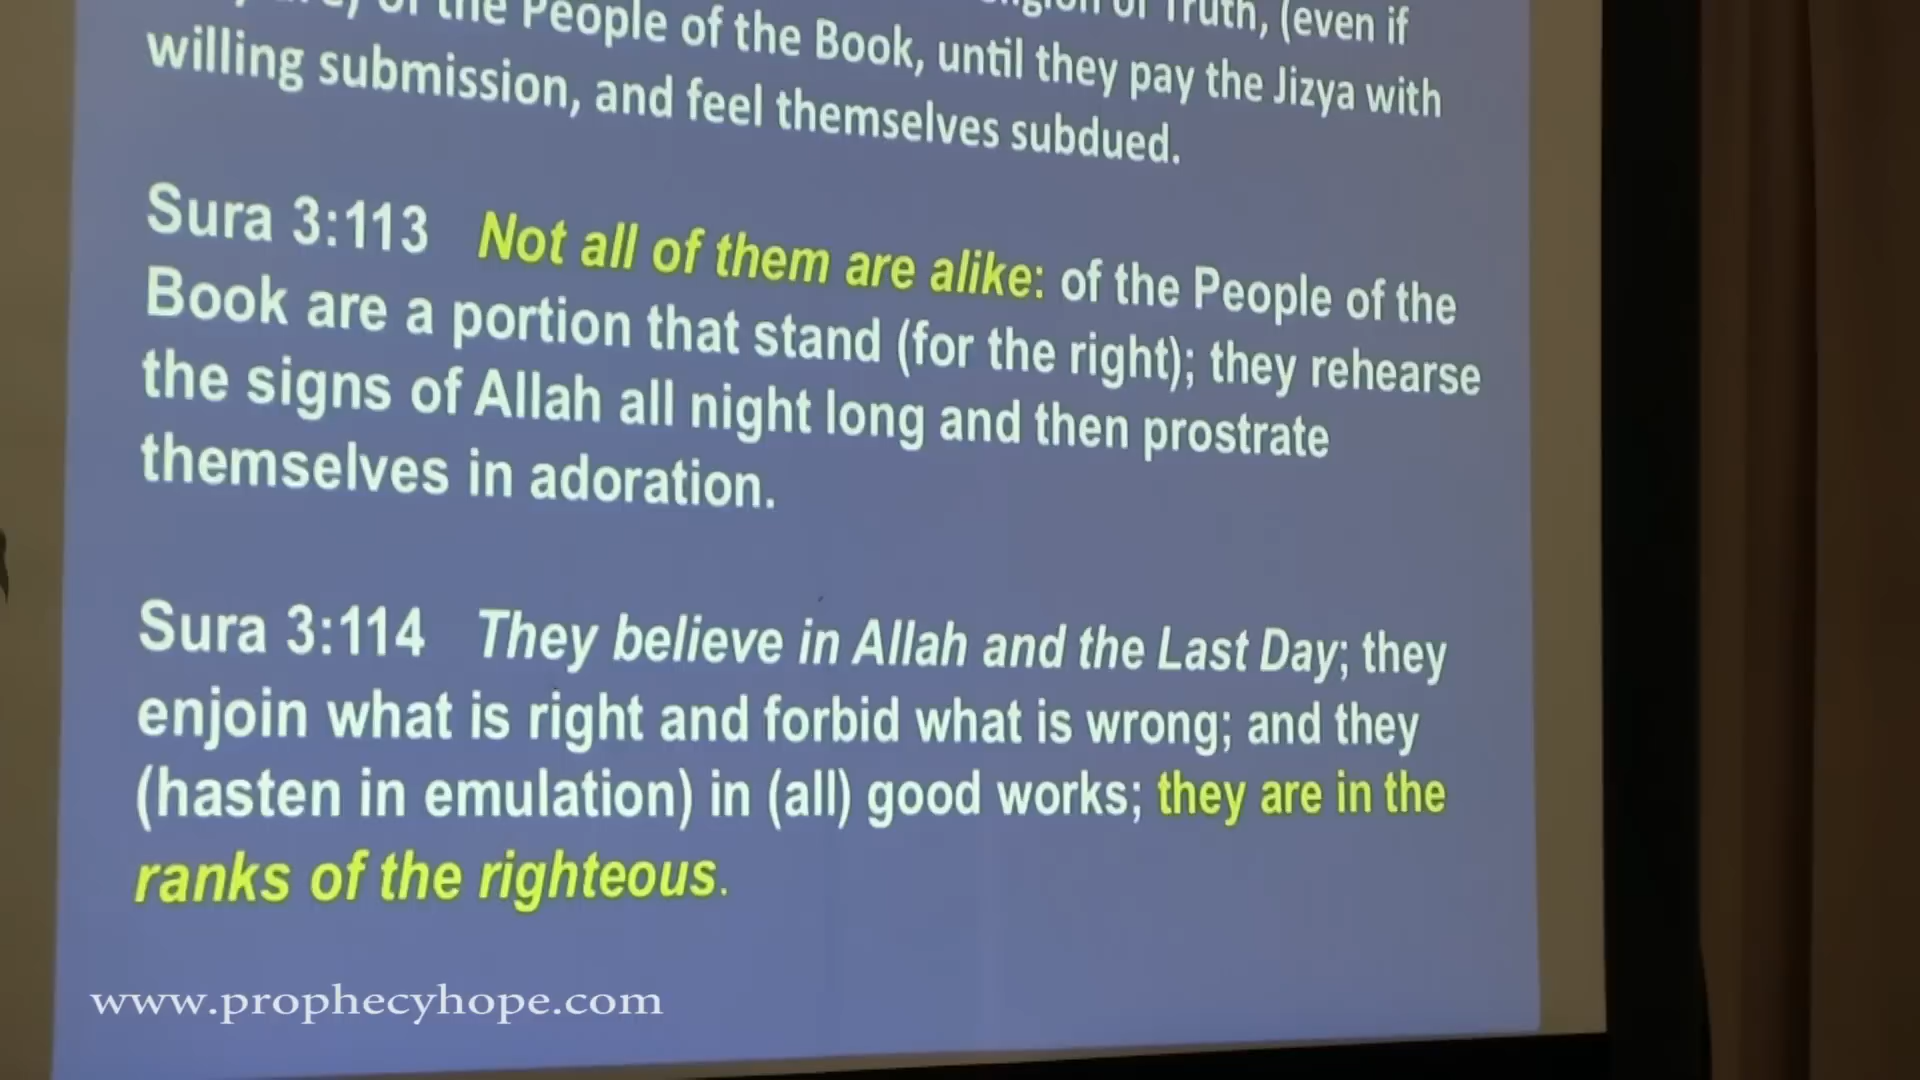 of the People of the Book, until they pay the Jizya with
Truth, (even if
willing submission, and feel themselves subdued.
Sura 3:113 Not all of them are alike: of the People of the
Book are a portion that stand (for the right); they rehearse
the signs of Allah all night long and then prostrate
themselves in adoration.
Sura 3:114 They believe in Allah and the Last Day; they
enjoin what is right and forbid what is wrong; and they
(hasten in emulation) in (all) good works; they are in the
ranks of the righteous.
www.prophecyhope.com